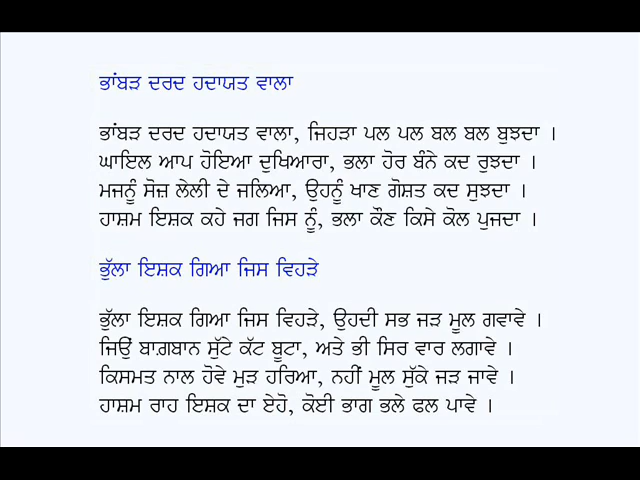 ਭਾਂਬੜ ਦਰਦ ਹਦਾਯਤ ਵਾਲਾ
ਭਾਂਬੜ ਦਰਦ ਹਦਾਯਤ ਵਾਲਾ, ਜਿਹੜਾ ਪਲ ਪਲ ਬਲ ਬਲ ਬੁਝਦਾ ।
ਘਾਇਲ ਆਪ ਹੋਇਆ ਦੁਖਿਆਰਾ, ਭਲਾ ਹੋਰ ਬੰਨੇ ਕਦ ਰੁਝਦਾ ।
ਮਜਨੂੰ ਸੋਜ਼ ਲੇਲੀ ਦੇ ਜਲਿਆ, ਉਹਨੂੰ ਖਾਣ ਗੋਸ਼ਤ ਕਦ ਸੁਝਦਾ ।
ਹਾਸ਼ਮ ਇਸ਼ਕ ਕਹੇ ਜਗ ਜਿਸ ਨੂੰ, ਭਲਾ ਕੌਣ ਕਿਸੇ ਕੋਲ ਪੁਜਦਾ ।
ਭੁੱਲਾ ਇਸ਼ਕ ਗਿਆ ਜਿਸ ਵਿਹੜੇ
ਭੁੱਲਾ ਇਸ਼ਕ ਗਿਆ ਜਿਸ ਵਿਹੜੇ, ਉਹਦੀ ਸਭ ਜੜ ਮੂਲ ਗਵਾਵੇ ।
ਜਿਉਂ ਬਾਗ਼ਬਾਨ ਸੁੱਟੇ ਕੱਟ ਬੂਟਾ, ਅਤੇ ਭੀ ਸਿਰ ਵਾਰ ਲਗਾਵੇ ।
ਕਿਸਮਤ ਨਾਲ ਹੋਵੇ ਮੁੜ ਹਰਿਆ, ਨਹੀਂ ਮੂਲ ਸੁੱਕੇ ਜੜ ਜਾਵੇ ।
ਹਾਸ਼ਮ ਰਾਹ ਇਸ਼ਕ ਦਾ ਏਹੋ, ਕੋਈ ਭਾਗ ਭਲੇ ਫਲ ਪਾਵੇ ।